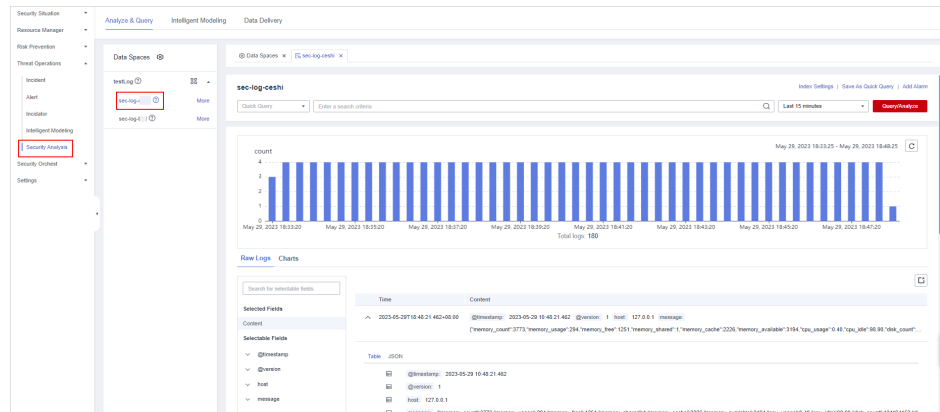 Security Situation
Resource Manager
Risk Prevention
Threat Operations
Incident
Alert
Incidator
Intelligent Modeling
Security Analysis
Security Orchest
Settings
Analyze & Query Intelligent Modeling Data Delivery
Data Spaces
testLog
sec-log-c More
sec-log-t More
Data Spaces × sec-log-ceshi ×
sec-log-ceshi
Index Settings | Save As Quick Query | Add Alarm
Quick Query Enter a search criteria Last 15 minutes Query/Analyze
count
May 29, 2023 18:33:25 - May 29, 2023 18:48:25
4
3
2
1
0
May 29, 2023 18:33:20 May 29, 2023 18:35:20 May 29, 2023 18:37:20 May 29, 2023 18:39:20 May 29, 2023 18:41:20 May 29, 2023 18:43:20 May 29, 2023 18:45:20 May 29, 2023 18:47:20
Total logs: 180
Raw Logs Charts
Search for selectable fields
Selected Fields
Content
Selectable Fields
@timestamp
@version
host
message
Time Content
2023-05-29T18:48:21.462+08:00 @timestamp: 2023-05-29 10:48:21.462 @version: 1 host: 127.0.0.1 message:
{"memory_count":3773,"memory_usage":294,"memory_free":1251,"memory_shared":1,"memory_cache":2226,"memory_available":3194,"cpu_usage":0.40,"cpu_idle":98.98,"disk_count"...
Table JSON
@timestamp: 2023-05-29 10:48:21.462
@version: 1
host: 127.0.0.1